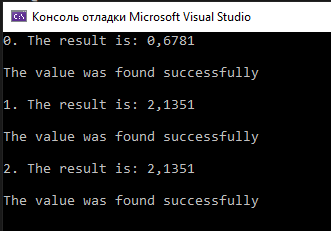 C:\
Консоль отладки Microsoft Visual Studio
0. The result is: 0,6781
The value was found successfully
1. The result is: 2,1351
The value was found successfully
2. The result is: 2,1351
The value was found successfully